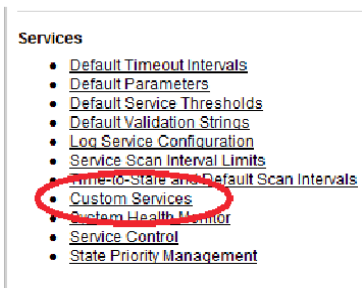 Services
Default Timeout Intervals
Default Parameters
Default Service Thresholds
Default Validation Strings
Log Service Configuration
Service Scan Interval Limits
Time-to-Stale and Default Scan Intervals
Custom Services
System Health Monitor
Service Control
State Priority Management